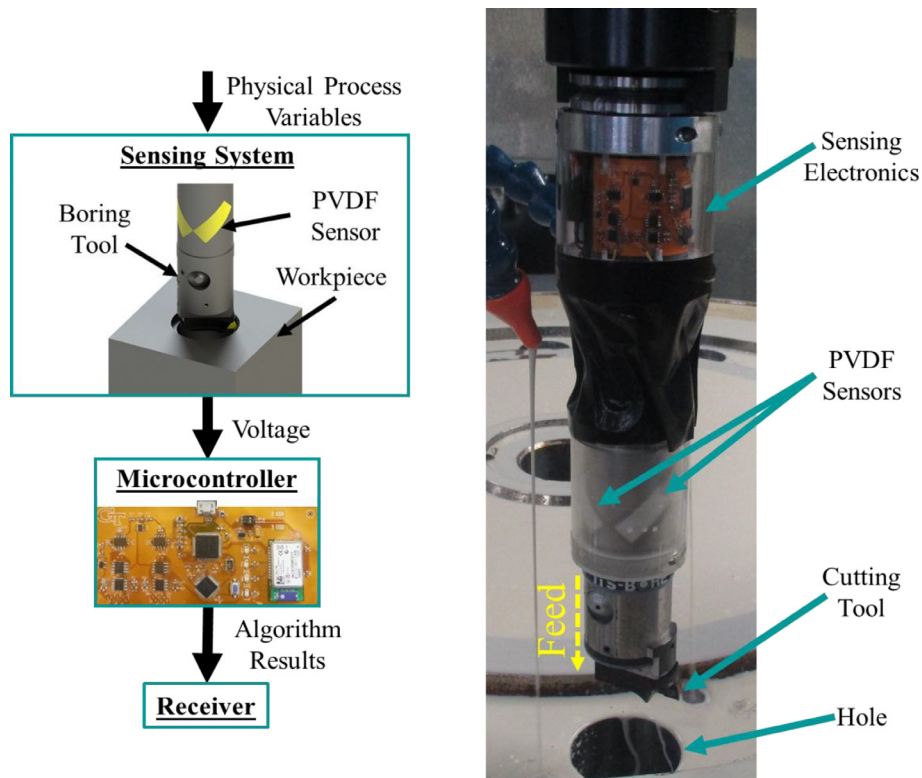 Physical Process
Variables
Sensing System
Boring
Tool
PVDF
Sensor
Workpiece
Voltage
Microcontroller
GT
Algorithm
Results
Receiver
Sensing
Electronics
PVDF
Sensors
Feed
Cutting
Tool
Hole